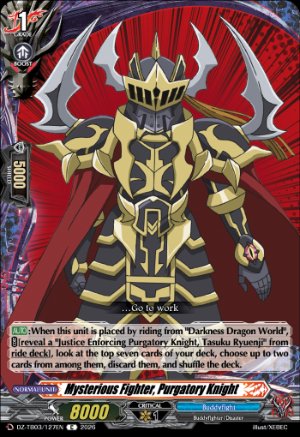 1
GRADE
BOOST
5000
SHIELD
...Go to work
AUTO:When this unit is placed by riding from "Darkness Dragon World",
reveal a "Justice Enforcing Purgatory Knight, Tasuku Ryuenji" from
ride deck!, look at the top seven cards of your deck, choose up to two
cards from among them, discard them, and shuffle the deck.
NORMAL UNIT
Mysterious Fighter, Purgatory Knight
POWER
8000
CRITICAL
1
Buddyfight
Buddyfighter/Duaner
DZ-TB03/127EN C 2026
Illust/XEBEC